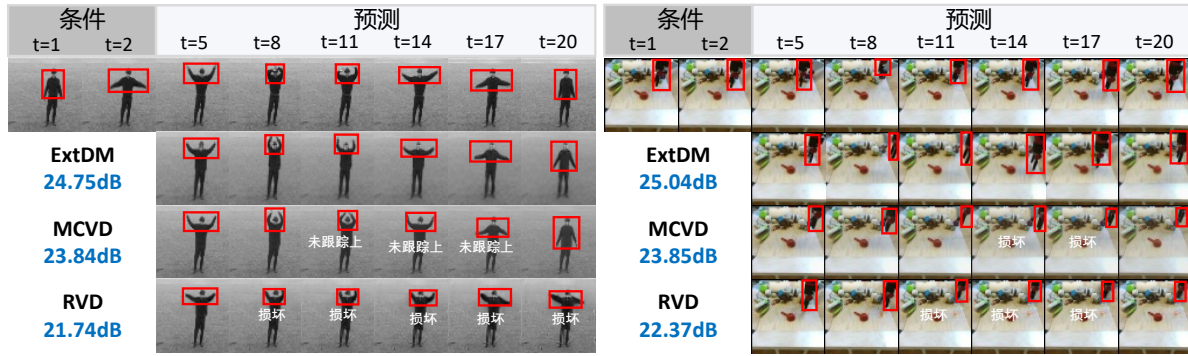 条件 预测
t=1 t=2 t=5 t=8 t=11 t=14 t=17 t=20
ExtDM
24.75dB
MCVD
23.84dB
未跟踪上 未跟踪上 未跟踪上
RVD
21.74dB
损坏 损坏 损坏 损坏 损坏
条件 预测
t=1 t=2 t=5 t=8 t=11 t=14 t=17 t=20
ExtDM
25.04dB
MCVD
23.85dB
损坏 损坏
RVD
22.37dB
损坏 损坏 损坏